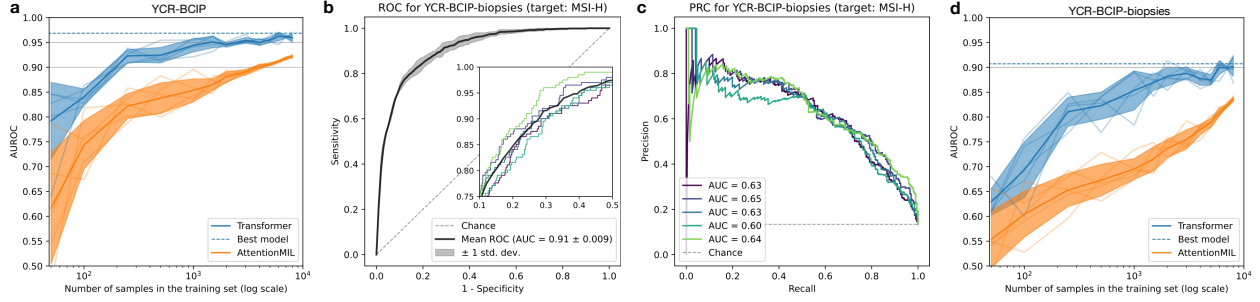 a
YCR-BCIP
AUROC
1.00
0.95
0.90
0.85
0.80
0.75
0.70
0.65
0.60
0.55
0.50
10²
10³
10⁴
Number of samples in the training set (log scale)
Transformer
Best model
AttentionMIL
b
ROC for YCR-BCIP-biopsies (target: MSI-H)
Sensitivity
1.0
0.8
0.6
0.4
0.2
0.0
1.00
0.95
0.90
0.85
0.80
0.75
0.1
0.2
0.3
0.4
0.5
Chance
Mean ROC (AUC = 0.91 ± 0.009)
± 1 std. dev.
0.0
0.2
0.4
0.6
0.8
1.0
1 - Specificity
c
PRC for YCR-BCIP-biopsies (target: MSI-H)
Precision
1.0
0.8
0.6
0.4
0.2
0.0
AUC = 0.63
AUC = 0.65
AUC = 0.63
AUC = 0.60
AUC = 0.64
Chance
0.0
0.2
0.4
0.6
0.8
1.0
Recall
d
YCR-BCIP-biopsies
AUROC
1.00
0.95
0.90
0.85
0.80
0.75
0.70
0.65
0.60
0.55
0.50
10²
10³
10⁴
Number of samples in the training set (log scale)
Transformer
Best model
AttentionMIL